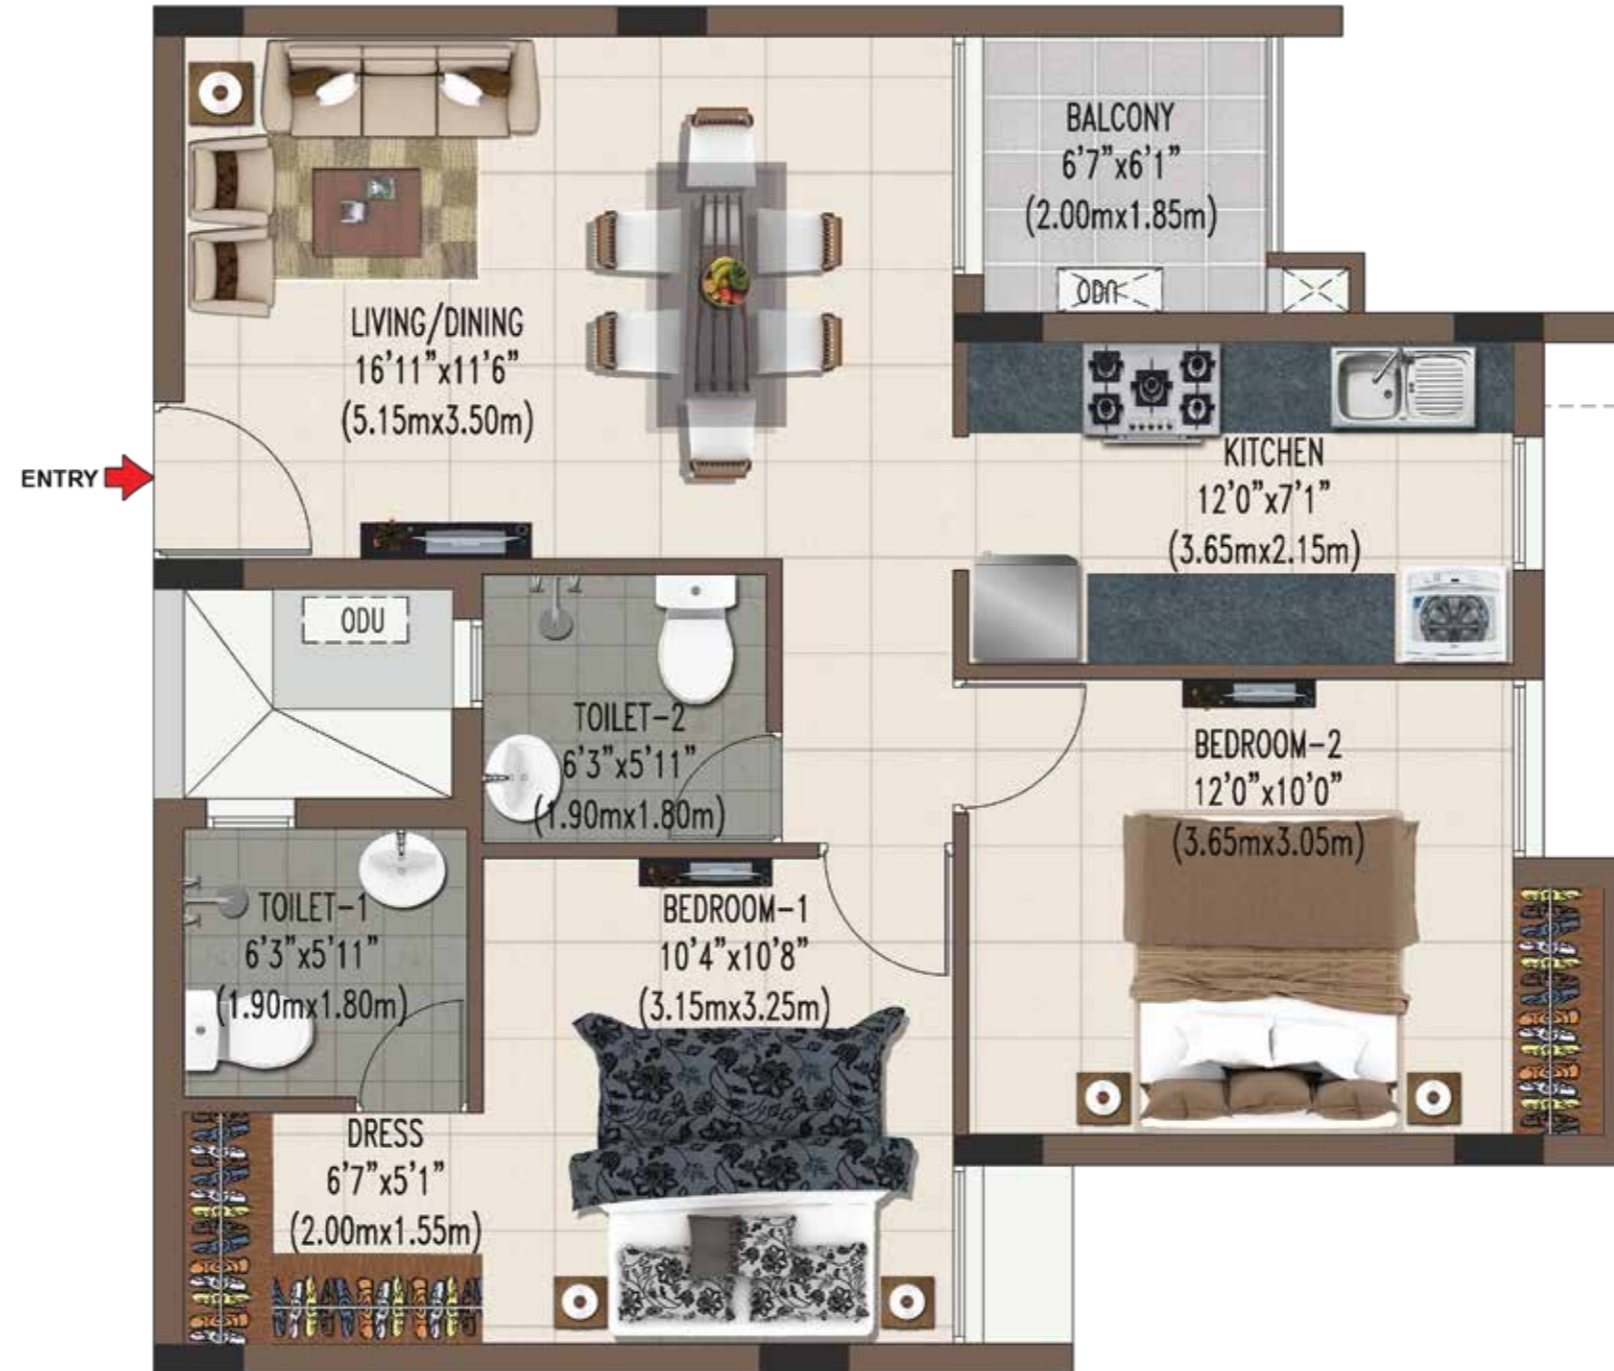 BALCONY
6'7”x6'1”
(2.00mx1.85m)
LIVING/DINING
16'11”x11'6”
(5.15mx3.50m)
ENTRY
KITCHEN
12'0”x7'1”
(3.65mx2.15m)
ODU
TOILET-2
6'3”x5'11”
(1.90mx1.80m)
BEDROOM-2
12'0”x10'0”
(3.65mx3.05m)
TOILET-1
6'3”x5'11”
(1.90mx1.80m)
BEDROOM-1
10'4”x10'8”
(3.15mx3.25m)
DRESS
6'7”x5'1”
(2.00mx1.55m)